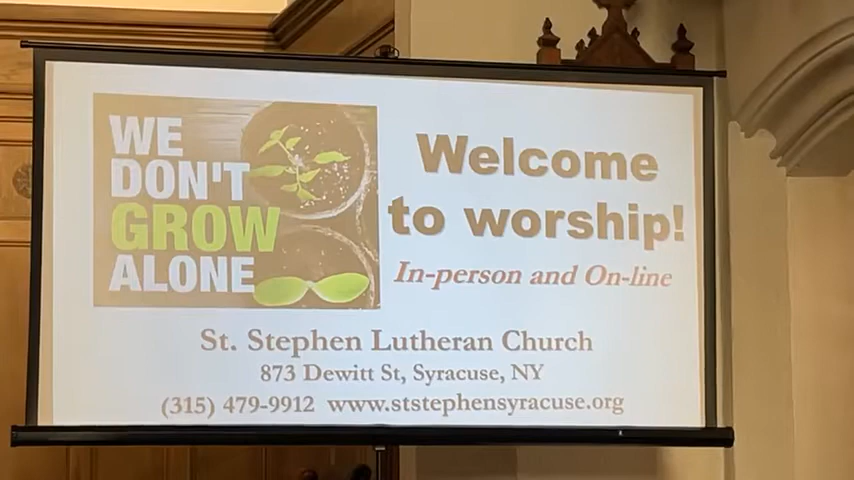 WE
DON'T
GROW
ALONE
Welcome
to worship!
In-person and On-line
St. Stephen Lutheran Church
873 Dewitt St, Syracuse, NY
(315) 479-9912 www.ststephensyracuse.org